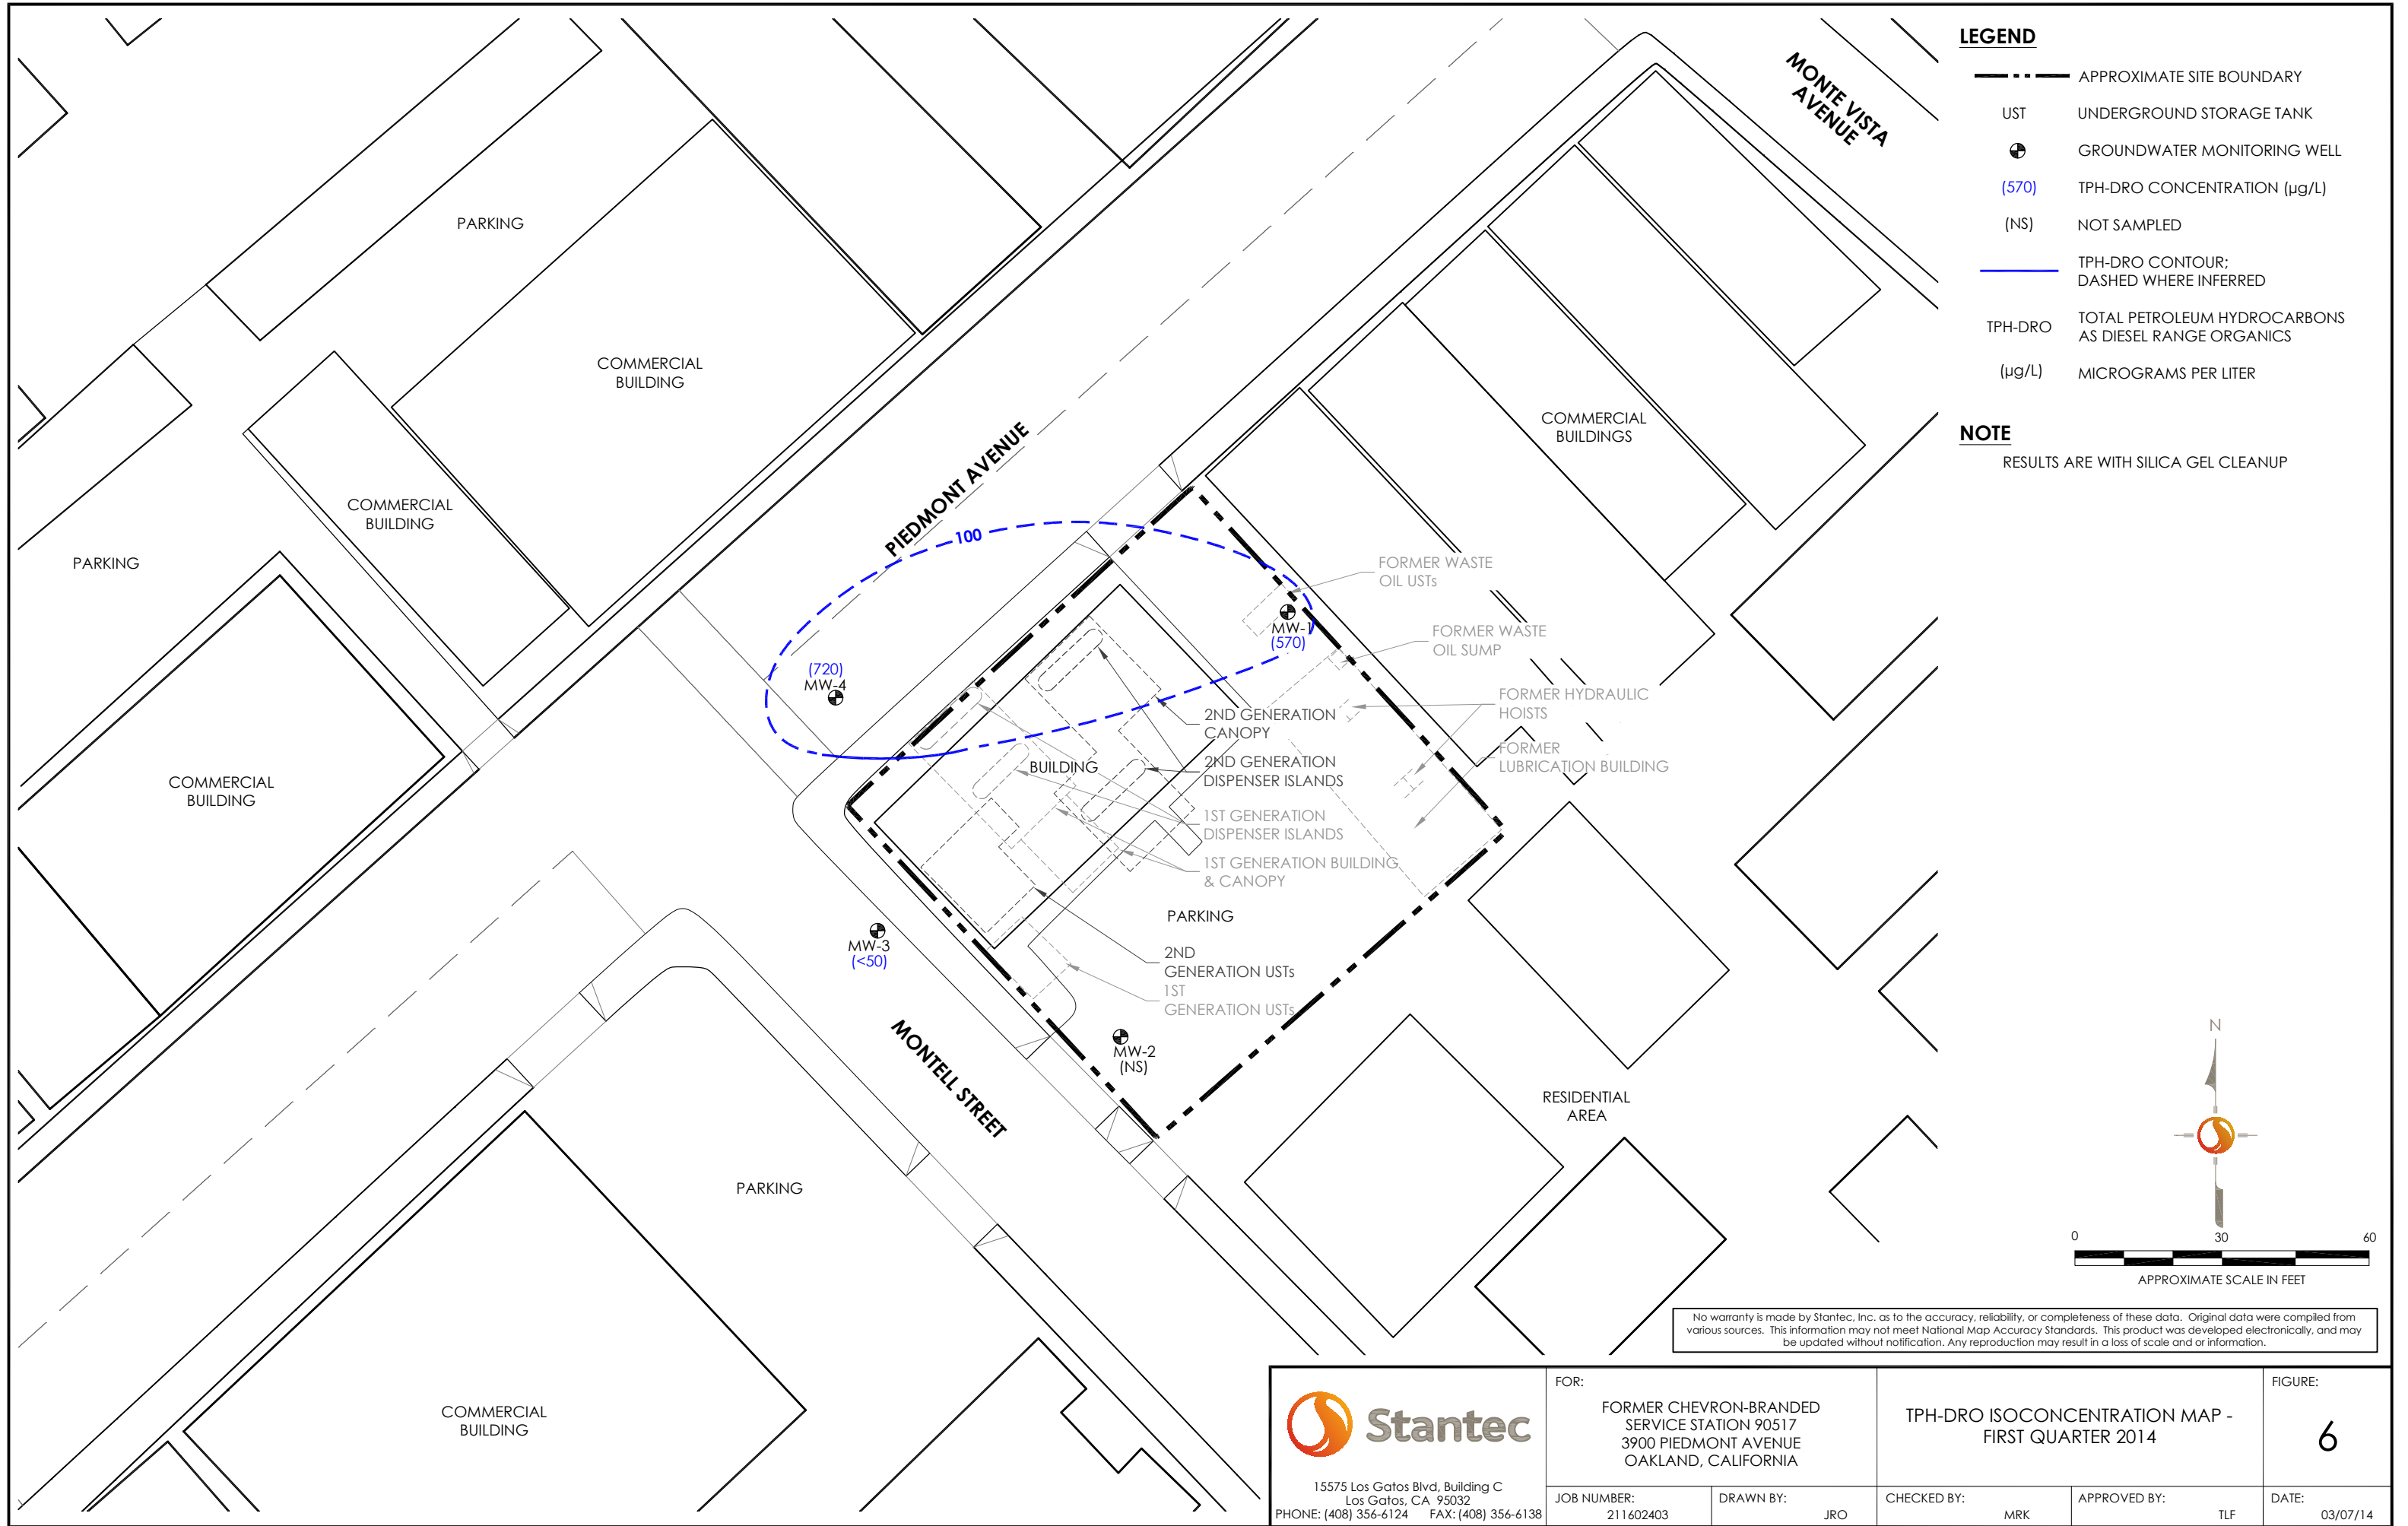 MONTE VISTA
AVENUE
PARKING
COMMERCIAL
BUILDING
COMMERCIAL
BUILDINGS
PIEDMONT AVENUE
COMMERCIAL
BUILDING
PARKING
100
FORMER WASTE
OIL USTs
MW-1
(570)
FORMER WASTE
OIL SUMP
(720)
MW-4
FORMER HYDRAULIC
HOISTS
2ND GENERATION
CANOPY
FORMER
LUBRICATION BUILDING
BUILDING
2ND GENERATION
DISPENSER ISLANDS
COMMERCIAL
BUILDING
1ST GENERATION
DISPENSER ISLANDS
1ST GENERATION BUILDING
& CANOPY
PARKING
MW-3
(<50)
2ND
GENERATION USTs
1ST
GENERATION USTs
MW-2
(NS)
MONTELL STREET
RESIDENTIAL
AREA
PARKING
COMMERCIAL
BUILDING
LEGEND
APPROXIMATE SITE BOUNDARY
UST UNDERGROUND STORAGE TANK
GROUNDWATER MONITORING WELL
(570) TPH-DRO CONCENTRATION (µg/L)
(NS) NOT SAMPLED
TPH-DRO CONTOUR;
DASHED WHERE INFERRED
TPH-DRO TOTAL PETROLEUM HYDROCARBONS
AS DIESEL RANGE ORGANICS
(µg/L) MICROGRAMS PER LITER
NOTE
RESULTS ARE WITH SILICA GEL CLEANUP
N
0 30 60
APPROXIMATE SCALE IN FEET
No warranty is made by Stantec, Inc. as to the accuracy, reliability, or completeness of these data. Original data were compiled from
various sources. This information may not meet National Map Accuracy Standards. This product was developed electronically, and may
be updated without notification. Any reproduction may result in a loss of scale and or information.
Stantec
15575 Los Gatos Blvd, Building C
Los Gatos, CA 95032
PHONE: (408) 356-6124 FAX: (408) 356-6138
FOR:
FORMER CHEVRON-BRANDED
SERVICE STATION 90517
3900 PIEDMONT AVENUE
OAKLAND, CALIFORNIA
TPH-DRO ISOCONCENTRATION MAP -
FIRST QUARTER 2014
FIGURE:
6
JOB NUMBER:
211602403
DRAWN BY:
JRO
CHECKED BY:
MRK
APPROVED BY:
TLF
DATE:
03/07/14